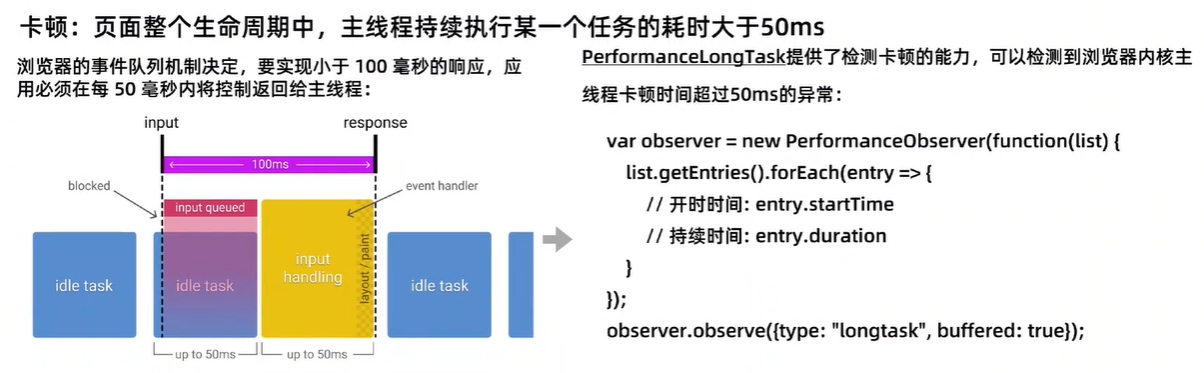 卡顿：页面整个生命周期中，主线程持续执行某一个任务的耗时大于50ms
浏览器的事件队列机制决定，要实现小于 100 毫秒的响应，应
用必须在每 50 毫秒内将控制返回给主线程：
input
response
100ms
blocked
event handler
input queued
idle task
idle task
input
handling
layout / paint
idle task
up to 50ms
up to 50ms
PerformanceLongTask提供了检测卡顿的能力，可以检测到浏览器内核主
线程卡顿时间超过50ms的异常：
var observer = new PerformanceObserver(function(list) {
list.getEntries().forEach(entry => {
// 开时时间: entry.startTime
// 持续时间: entry.duration
}
});
observer.observe({type: "longtask", buffered: true});